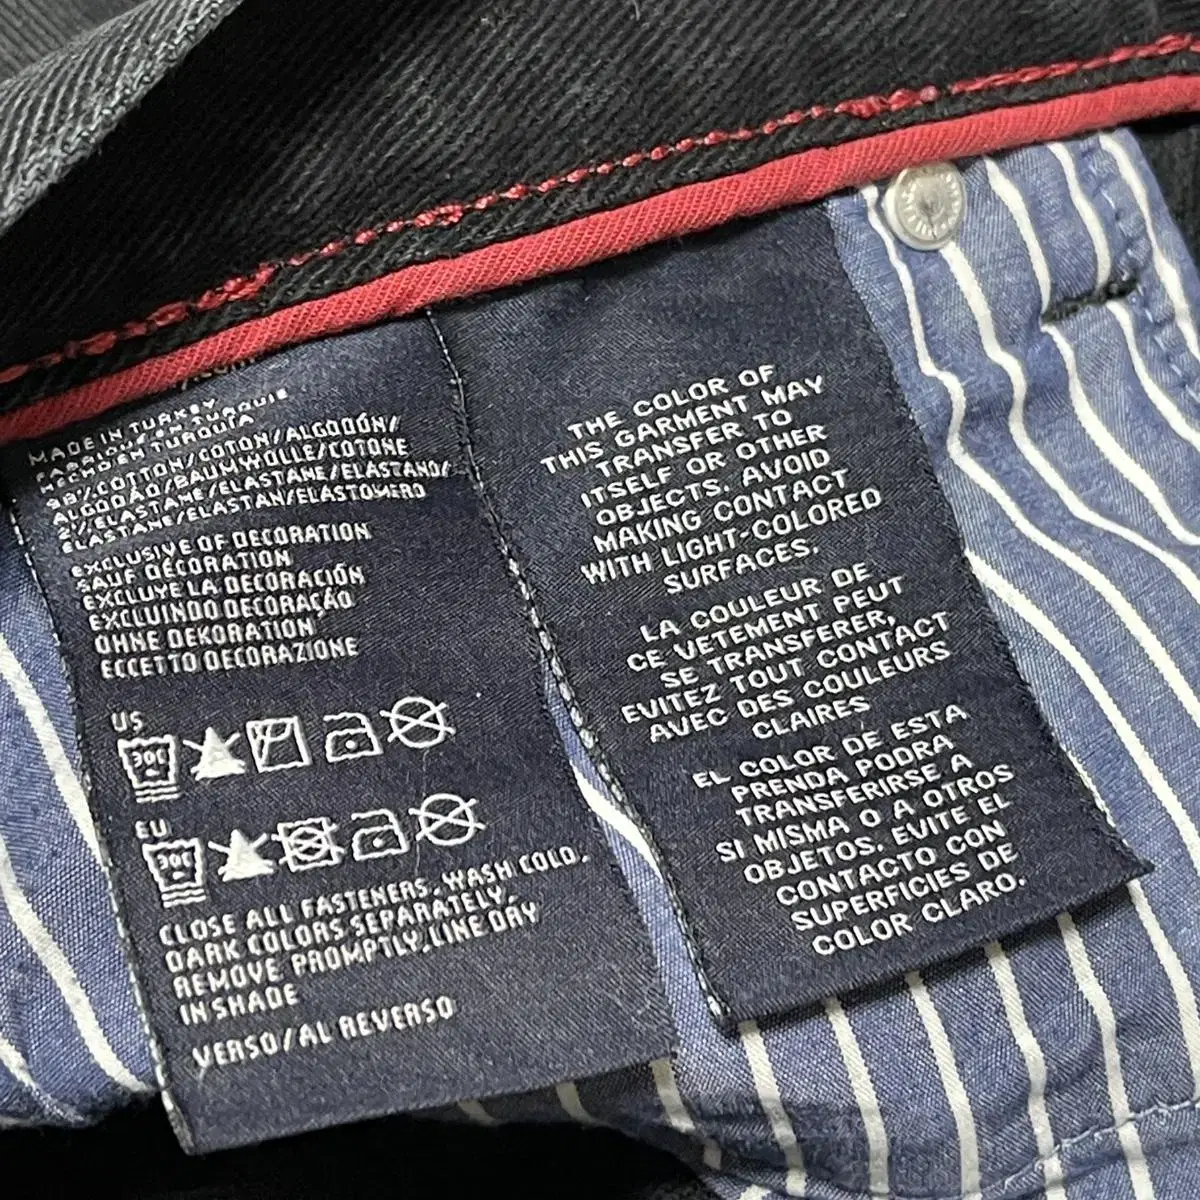 MADE IN TURKEY
FABRIQUE EN TURQUIE
HECHO EN TURQUÍA
98% COTTON/COTON/ALGODÓN/
ALGODÃO/BAUMWOLLE/COTONE
2% ELASTANE/ELASTANE/ELASTANO/
ELASTANE/ELASTAN/ELASTOMERO
EXCLUSIVE OF DECORATION
SAUF DÉCORATION
EXCLUYE LA DECORACIÓN
EXCLUINDO DECORAÇÃO
OHNE DEKORATION
ECCETTO DECORAZIONE
US
30C
EU
30C
CLOSE ALL FASTENERS, WASH COLD,
DARK COLORS SEPARATELY,
REMOVE PROMPTLY, LINE DRY
IN SHADE
VERSO/AL REVERSO
THE COLOR OF
THIS GARMENT MAY
TRANSFER TO
ITSELF OR OTHER
OBJECTS. AVOID
MAKING CONTACT
WITH LIGHT-COLORED
SURFACES.
LA COULEUR DE
CE VETEMENT PEUT
SE TRANSFERER,
EVITEZ TOUT CONTACT
AVEC DES COULEURS
CLAIRES
EL COLOR DE ESTA
PRENDA PODRA
TRANSFERIRSE A
SI MISMA O A OTROS
OBJETOS. EVITE EL
CONTACTO CON
SUPERFICIES DE
COLOR CLARO.